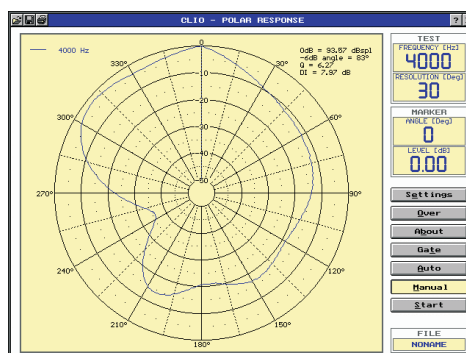 CLIO - POLAR RESPONSE
?
4000 Hz
0dB = 93.57 dBspl
-6dB angle = 83°
Q = 6.27
DI = 7.97 dB
0
-10
-20
-30
-40
-50
330°
300°
270°
240°
210°
180°
150°
120°
90°
60°
TEST
FREQUENCY [Hz]
4000
RESOLUTION [Deg]
30
MARKER
ANGLE [Deg]
0
LEVEL [dB]
0.00
Settings
Over
About
Gate
Auto
Manual
Start
FILE
NONAME